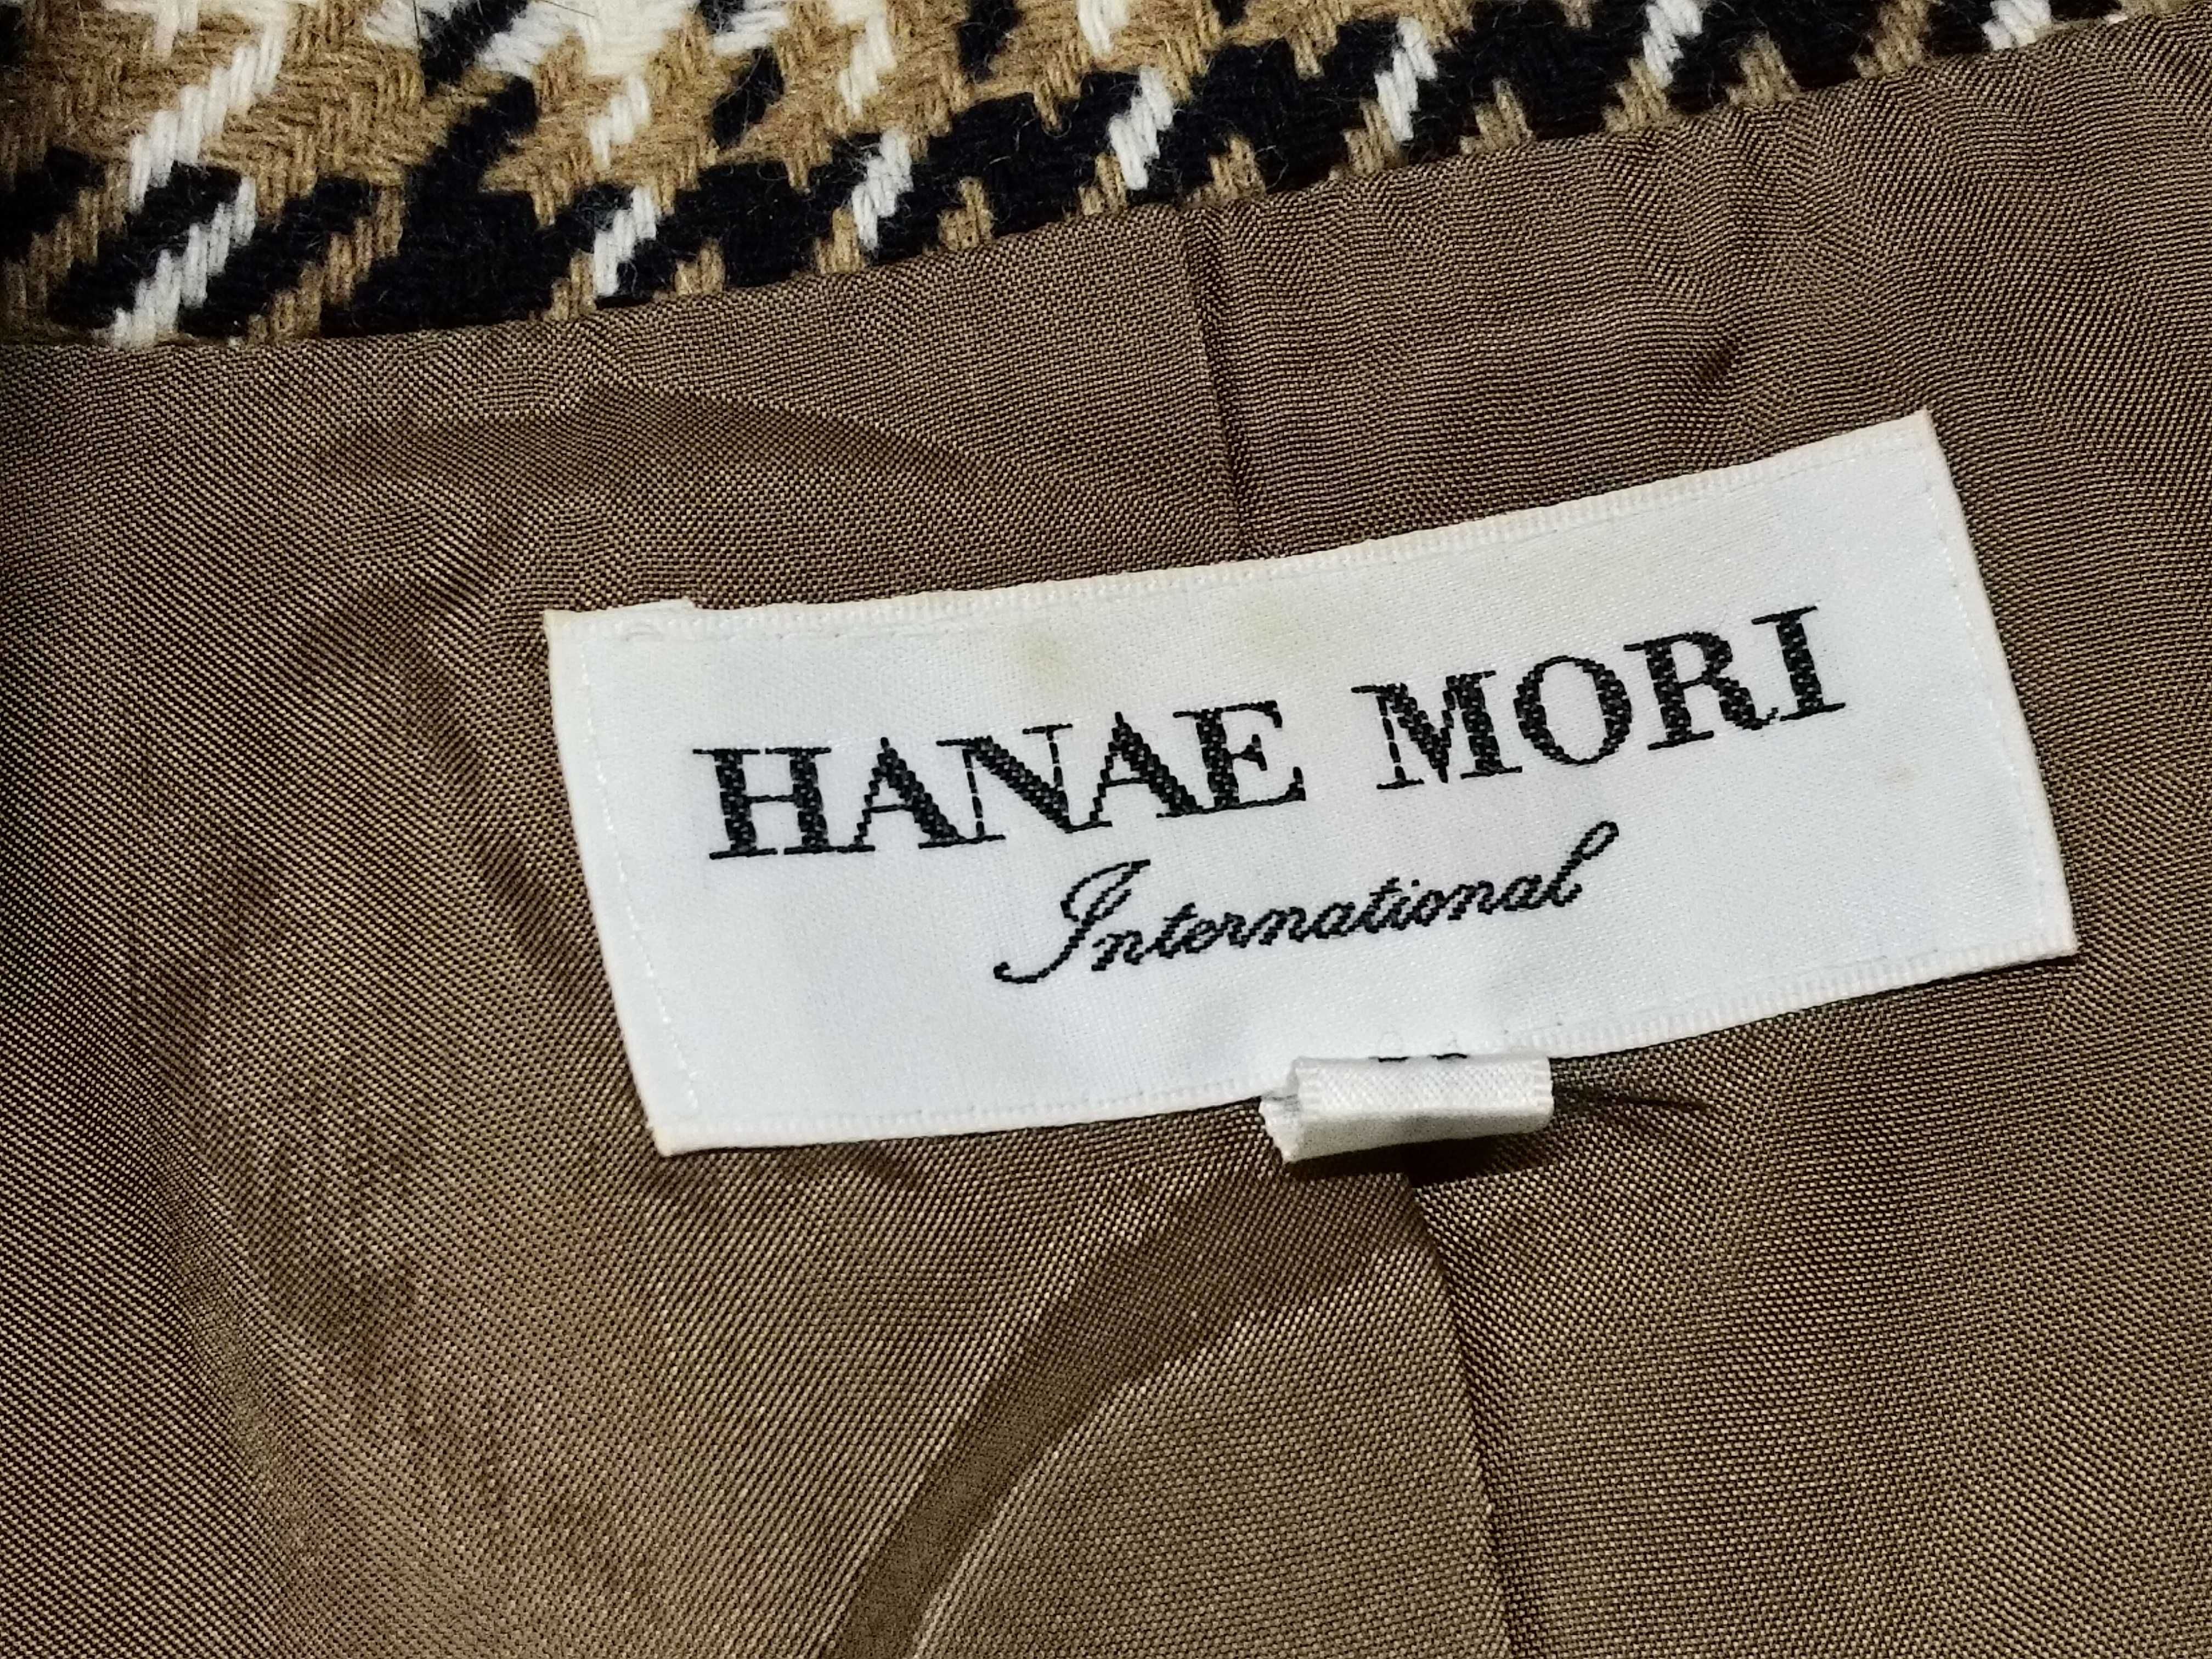 HANAE MORI
International